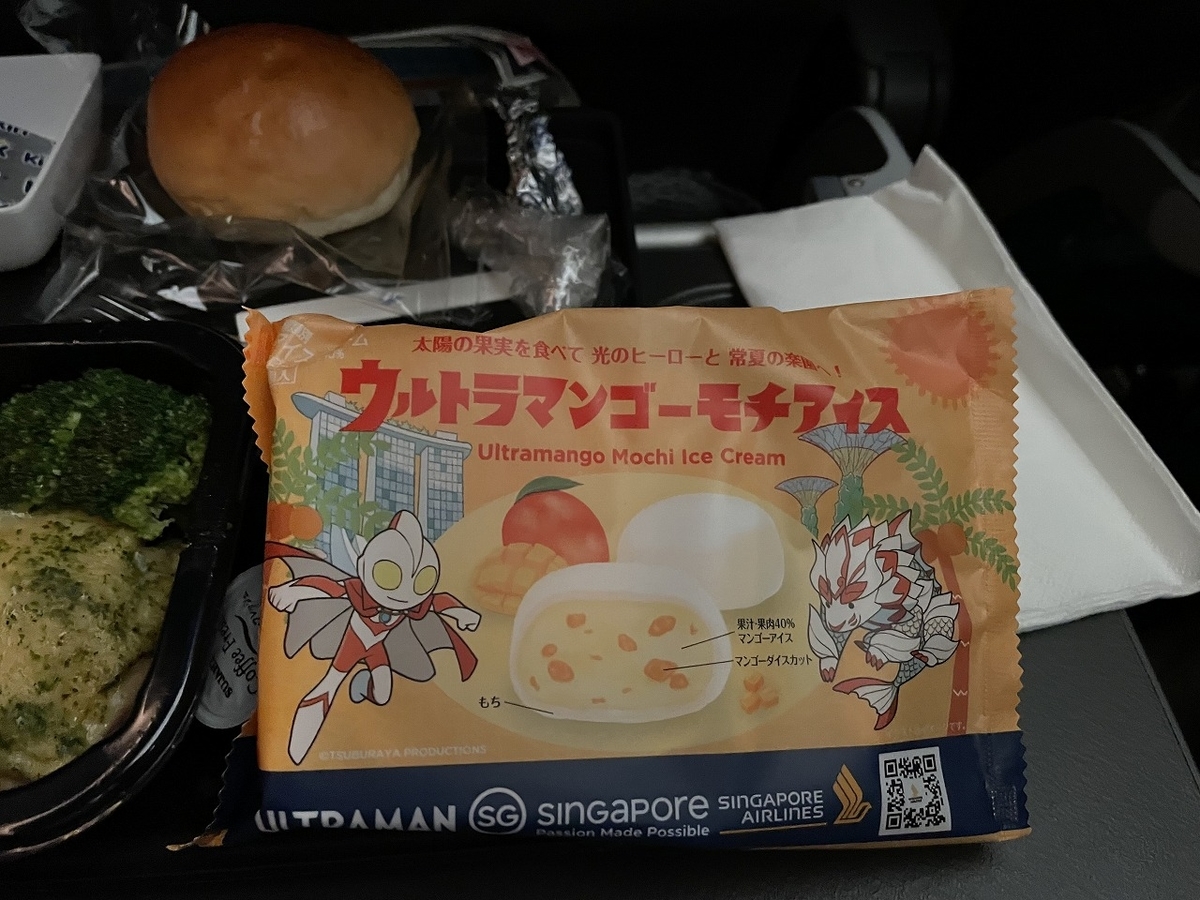 太陽の果実を食べて 光のヒーローと 常夏の楽園へ!
ウルトラマンゴーモチアイス
Ultramango Mochi Ice Cream
果汁・果肉40%
マンゴーアイス
マンゴーダイスカット
もち
©TSUBURAYA PRODUCTIONS
ULTRAMAN
SG
Singapore
Passion Made Possible
SINGAPORE
AIRLINES
Coffee